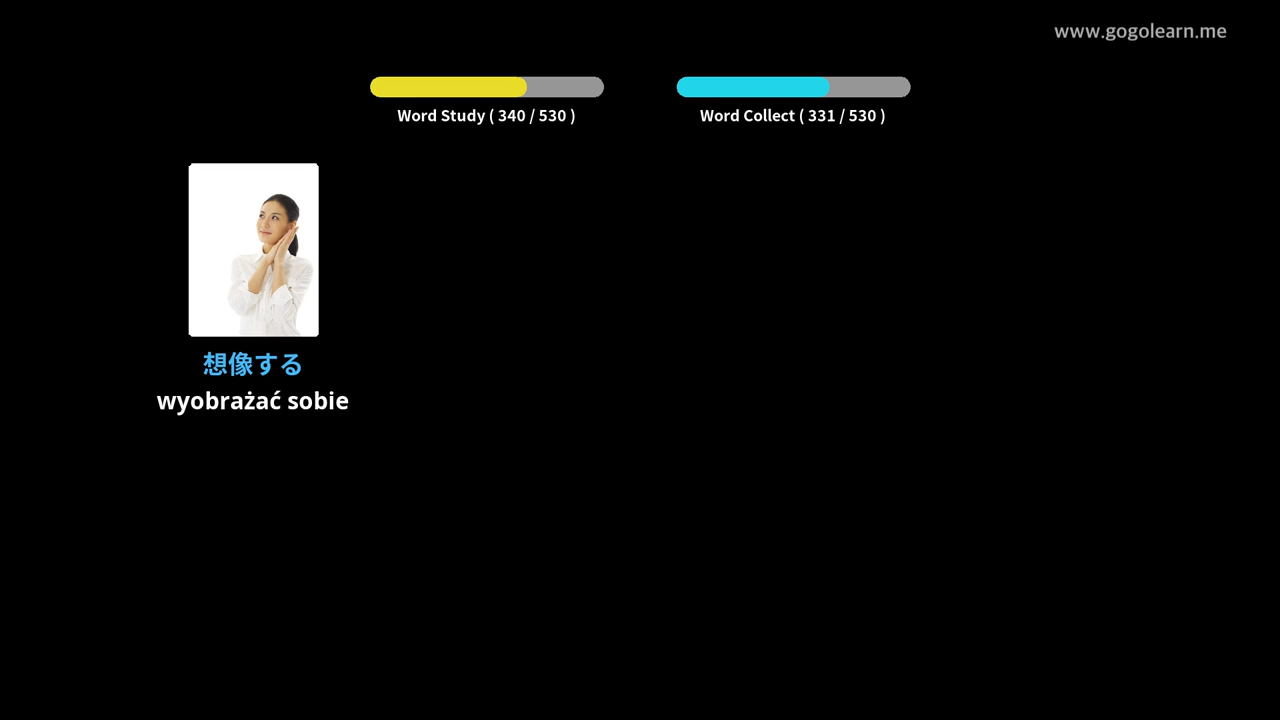 www.gogolearn.me
Word Study ( 340 / 530 )
Word Collect ( 331 / 530 )
想像する
wyobrażać sobie